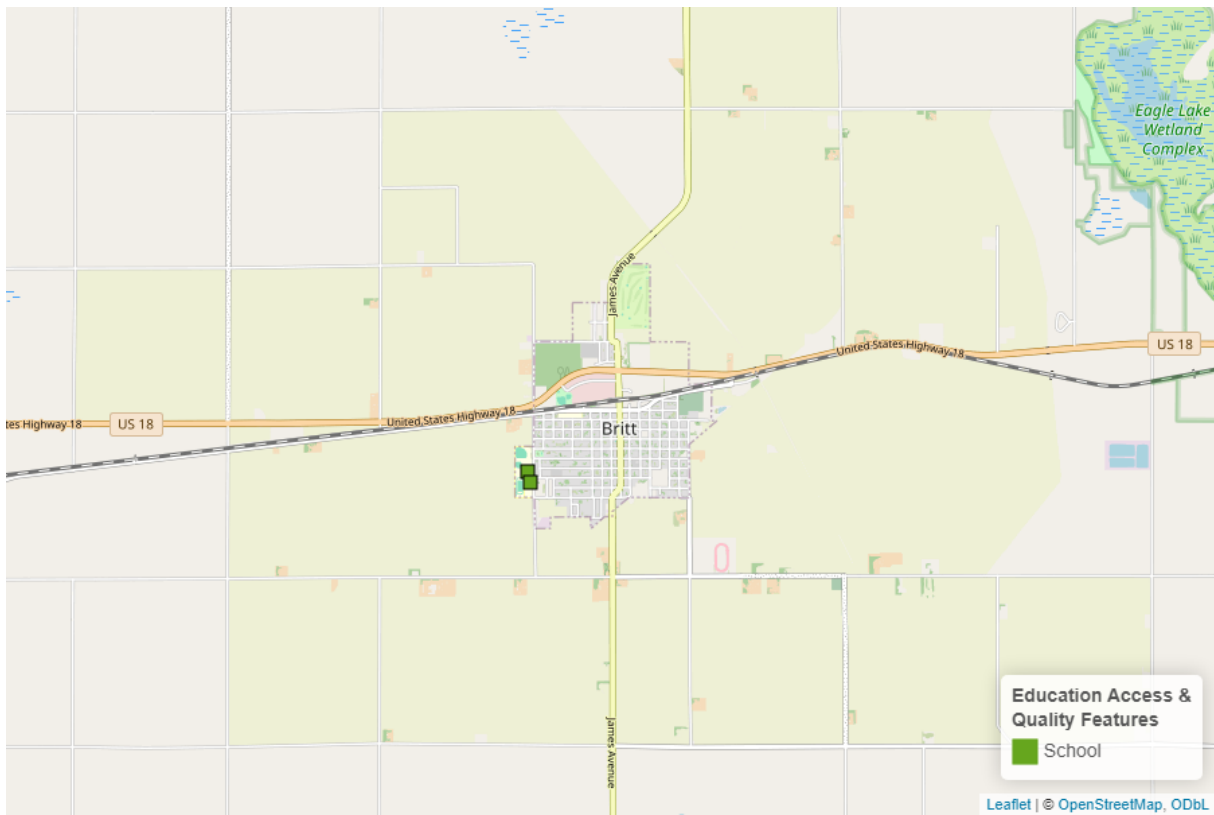 Eagle Lake
Wetland
Complex
James Avenue
United States Highway 18
US 18
tes Highway 18
US 18
United States Highway 18
Britt
James Avenue
Education Access &
Quality Features
School
Leaflet | © OpenStreetMap, ODbL